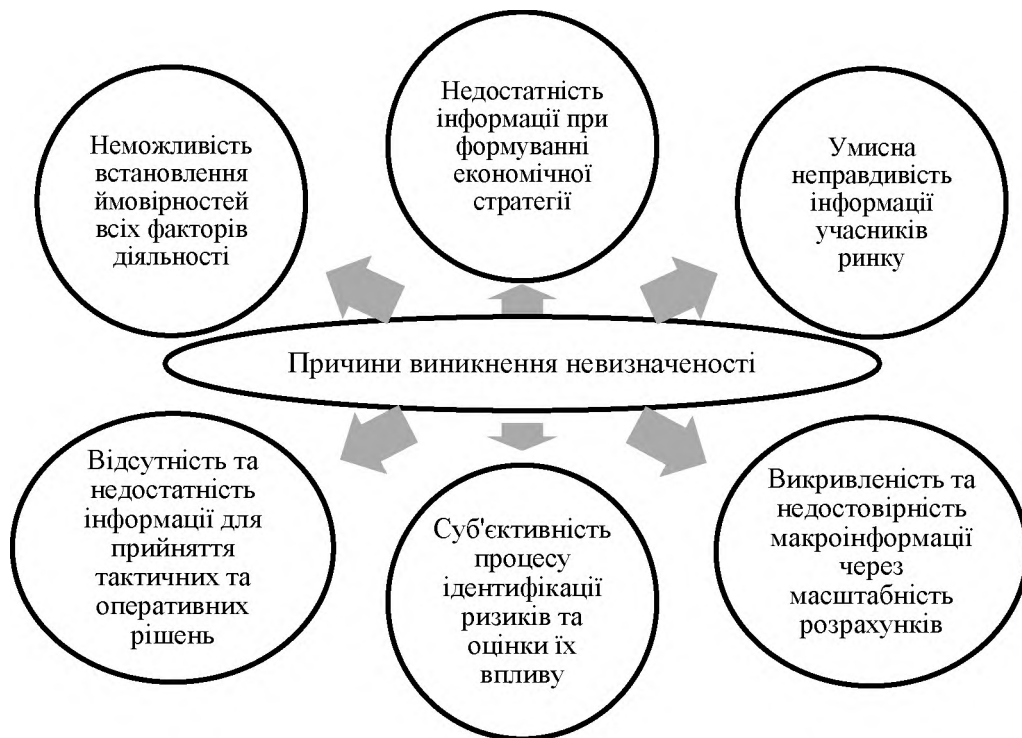 Неможливість
встановлення
ймовірностей
всіх факторів
діяльності
Недостатність
інформації при
формуванні
економічної
стратегії
Умисна
неправдивість
інформації
учасників
ринку
Причини виникнення невизначеності
Відсутність та
недостатність
інформації для
прийняття
тактичних та
оперативних
рішень
Суб'єктивність
процесу
ідентифікації
ризиків та
оцінки їх
впливу
Викривленість та
недостовірність
макроінформації
через
масштабність
розрахунків